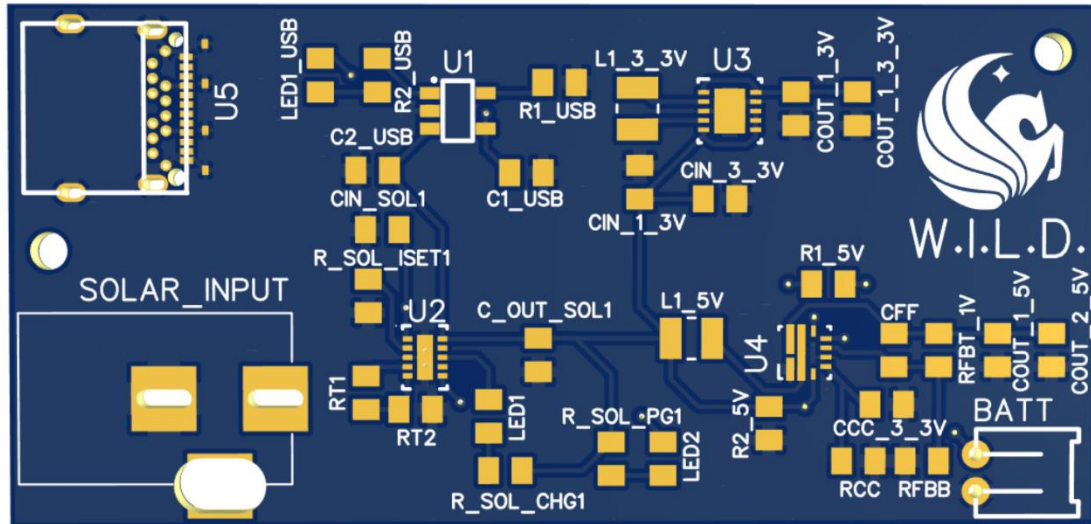 U5
LED1_USB
R2_USB
U1
R1_USB
L1_3_3V
U3
COUT_1_3V
COUT_1_3_3V
C2_USB
C1_USB
CIN_SOL1
CIN_3_3V
CIN_1_3V
W.I.L.D.
R_SOL_ISET1
R1_5V
SOLAR_INPUT
U2
C_OUT_SOL1
L1_5V
U4
CFF
RFBT_1V
COUT_1_5V
COUT_2_5V
RT1
RT2
LED1
R_SOL_PG1
LED2
R2_5V
CCC_3_3V
BATT
R_SOL_CHG1
RCC
RFBB